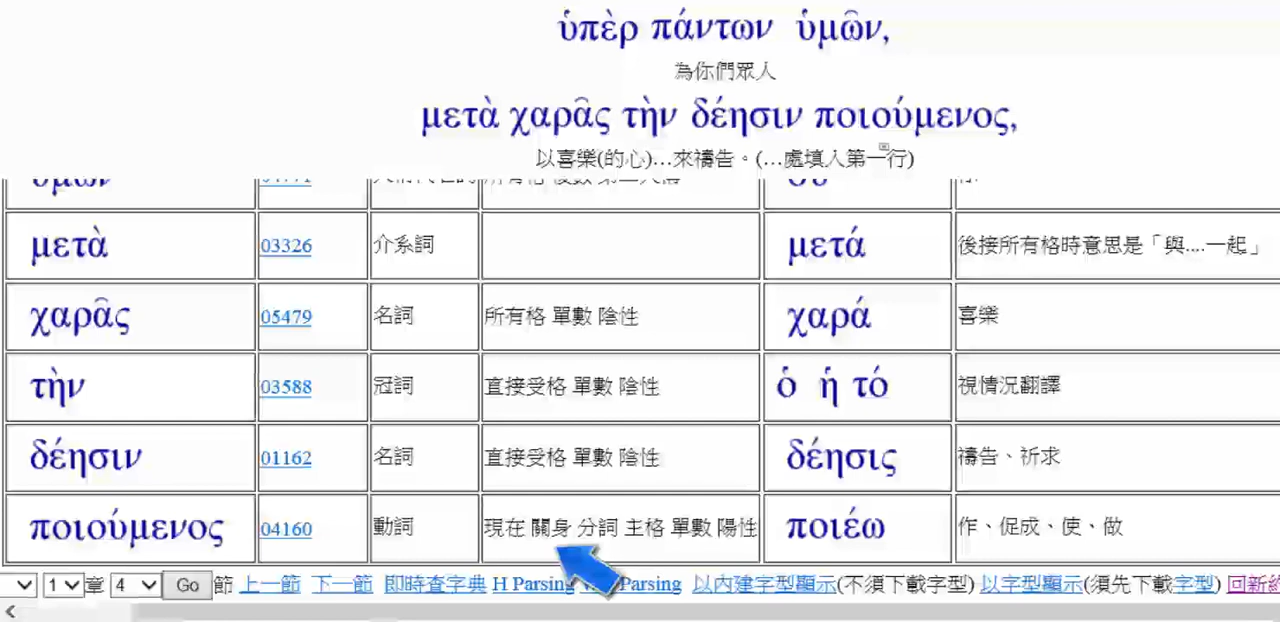 ὑπὲρ πάντων ὑμῶν,
為你們眾人
μετὰ χαρᾶς τὴν δέησιν ποιούμενος,
以喜樂(的心)…來禱告。(…處填入第一行)
μετὰ 03326 介系詞 μετά 後接所有格時意思是「與....一起」
χαρᾶς 05479 名詞 所有格 單數 陰性 χαρά 喜樂
τὴν 03588 冠詞 直接受格 單數 陰性 ὁ ἡ τό 視情況翻譯
δέησιν 01162 名詞 直接受格 單數 陰性 δέησις 禱告、祈求
ποιούμενος 04160 動詞 現在 關身 分詞 主格 單數 陽性 ποιέω 作、促成、使、做
1 章 4 Go 節 上一節 下一節 即時查字典 H Parsing Parsing 以內建字型顯示(不須下載字型) 以字型顯示(須先下載字型) 回新約